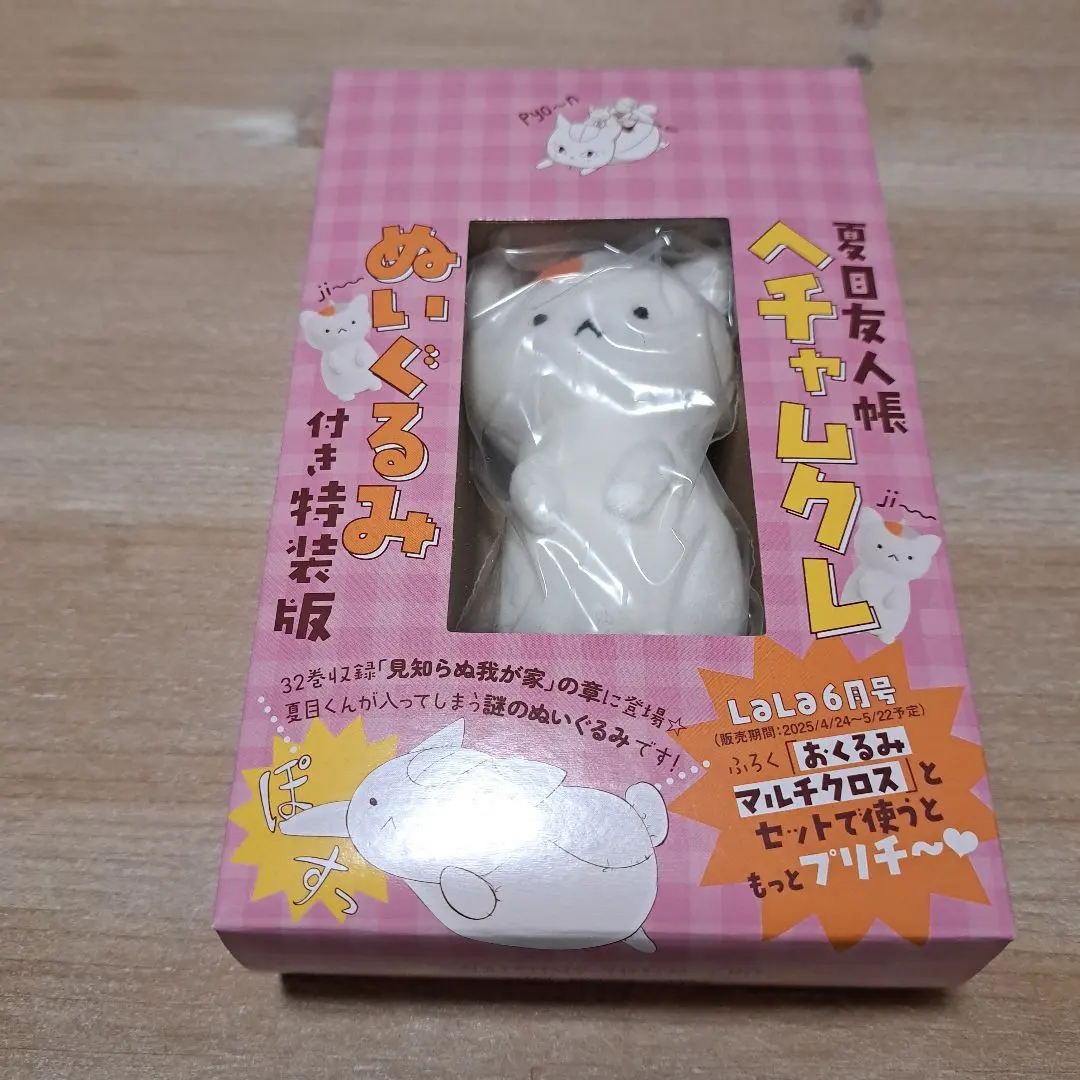 Pyo~n
夏目友人帳
ヘチャムクレ
ぬいぐるみ
付き特装版
ji~~
ji~~
32巻収録「見知らぬ我が家」の章に登場☆
夏目くんが入ってしまう謎のぬいぐるみです!
ぽすっ
LaLa6月号
(販売期間:2025/4/24~5/22予定)
ふろく「おくるみ
マルチクロス」と
セットで使うと
もっとプリチ~♥